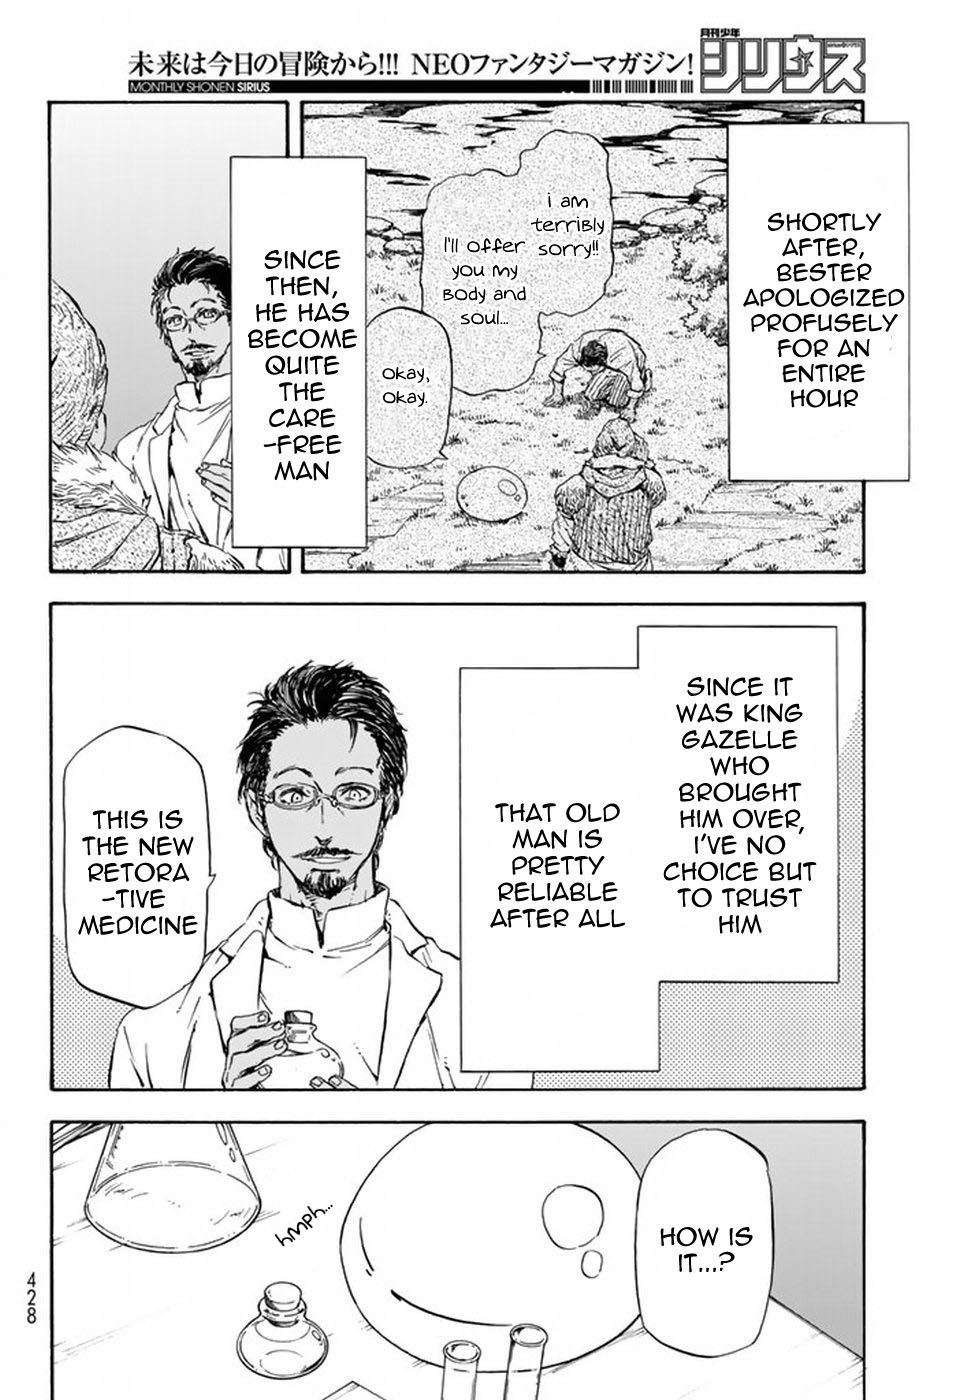 未来は今日の冒険から!!! NEOファンタジーマガジン!
月刊少年
シリウス
MONTHLY SHONEN SIRIUS
SHORTLY
AFTER,
BESTER
APOLOGIZED
PROFUSELY
FOR AN
ENTIRE
HOUR
i am
terribly
sorry!!
I'll offer
you my
body and
soul...
Okay,
okay.
SINCE
THEN,
HE HAS
BECOME
QUITE
THE
CARE
-FREE
MAN
SINCE IT
WAS KING
GAZELLE
WHO
BROUGHT
HIM OVER,
I'VE NO
CHOICE BUT
TO TRUST
HIM
THAT OLD
MAN IS
PRETTY
RELIABLE
AFTER ALL
THIS IS
THE NEW
RETORA
-TIVE
MEDICINE
HOW IS
IT...?
hmph...
428